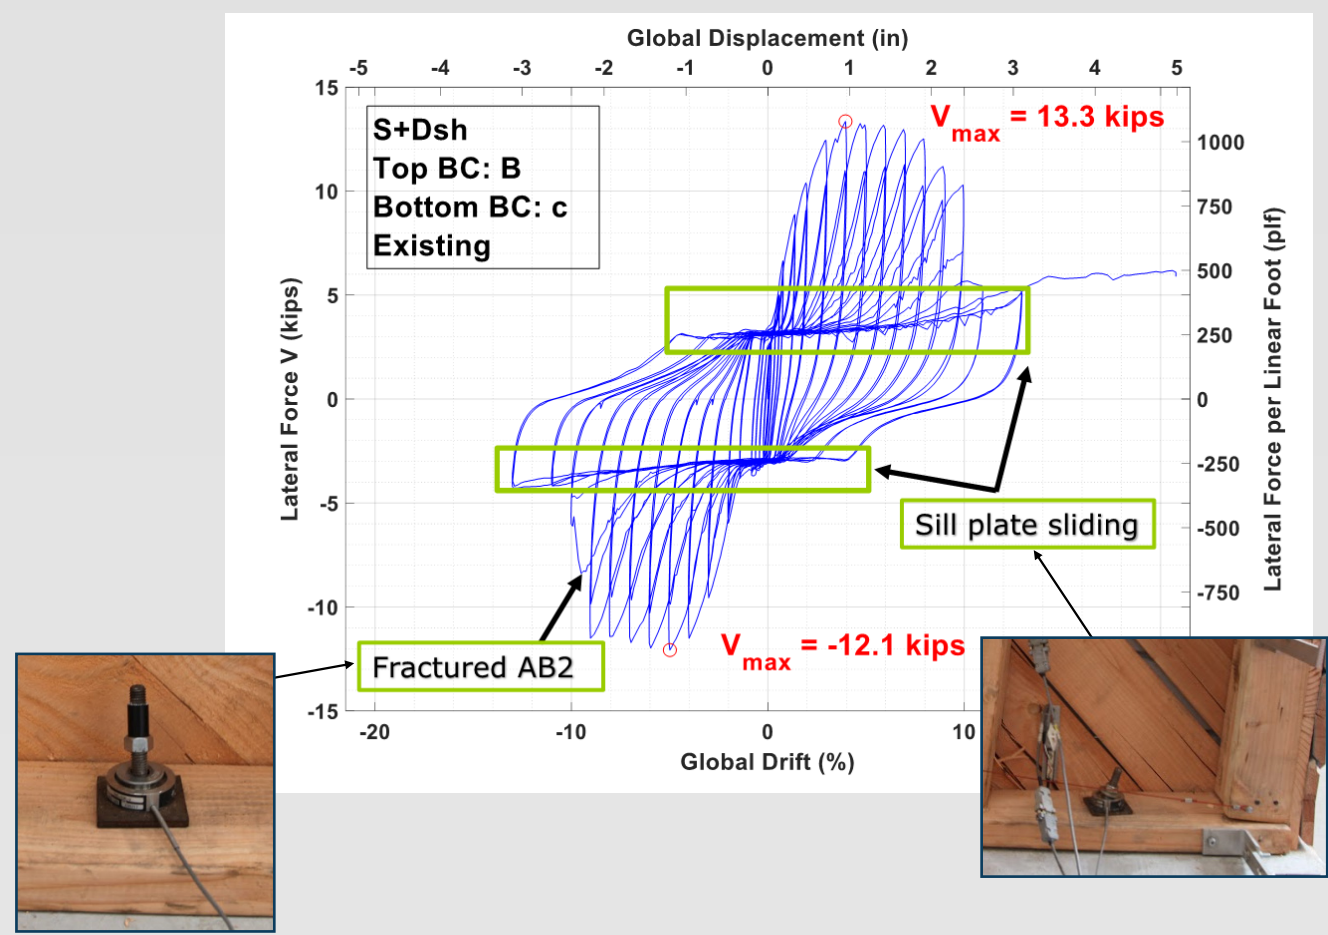 Global Displacement (in)
-5 -4 -3 -2 -1 0 1 2 3 4 5
15
10
5
0
-5
-10
-15
Lateral Force V (kips)
S+Dsh
Top BC: B
Bottom BC: c
Existing
Vmax = 13.3 kips
1000
750
500
250
0
-250
-500
-750
Lateral Force per Linear Foot (plf)
Sill plate sliding
Fractured AB2
Vmax = -12.1 kips
-20 -10 0 10
Global Drift (%)